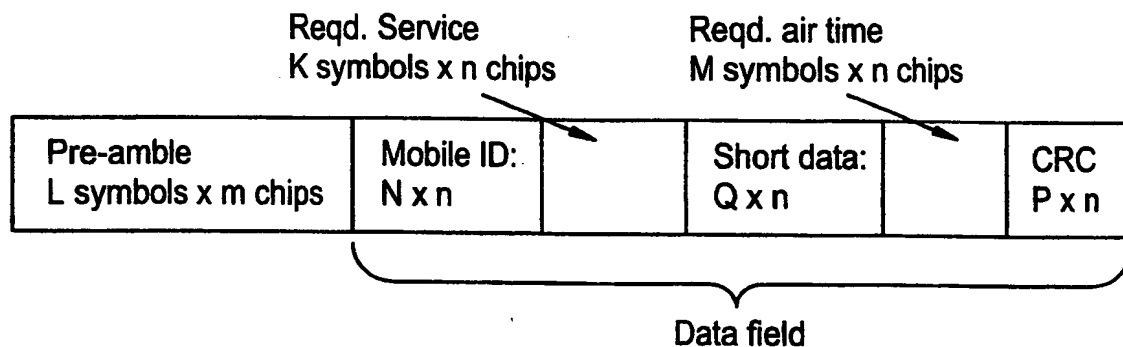 Reqd. Service
K symbols x n chips
Reqd. air time
M symbols x n chips
Pre-amble
L symbols x m chips
Mobile ID:
N x n
Short data:
Q x n
CRC
P x n
Data field